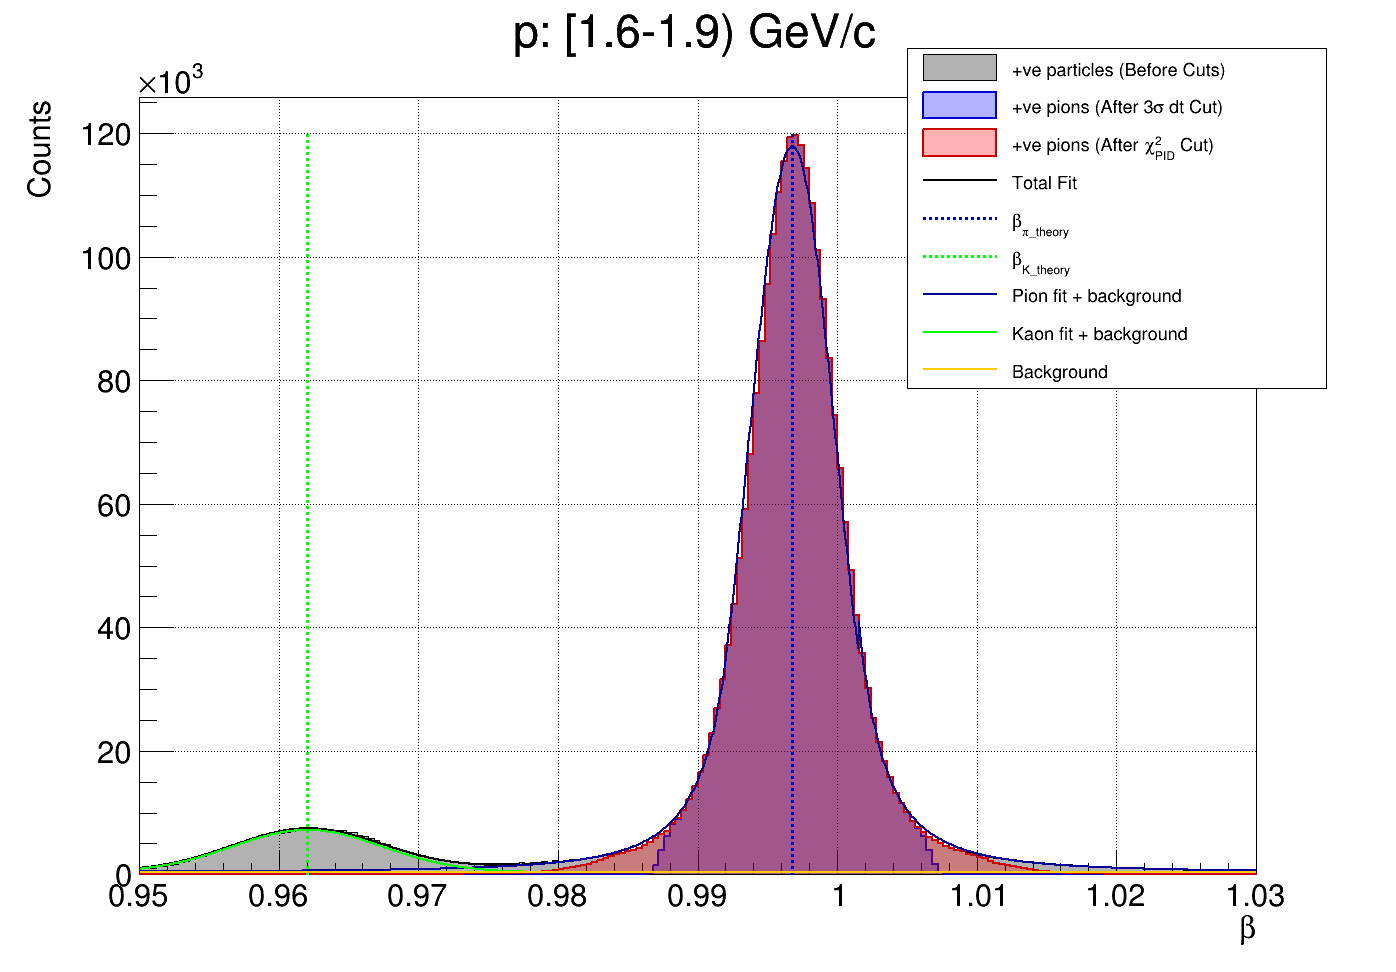 p: [1.6-1.9) GeV/c
×10³
Counts
+ve particles (Before Cuts)
+ve pions (After 3σ dt Cut)
+ve pions (After χ²PID Cut)
Total Fit
βπ_theory
βK_theory
Pion fit + background
Kaon fit + background
Background
120
100
80
60
40
20
0
0.95 0.96 0.97 0.98 0.99 1 1.01 1.02 1.03
β